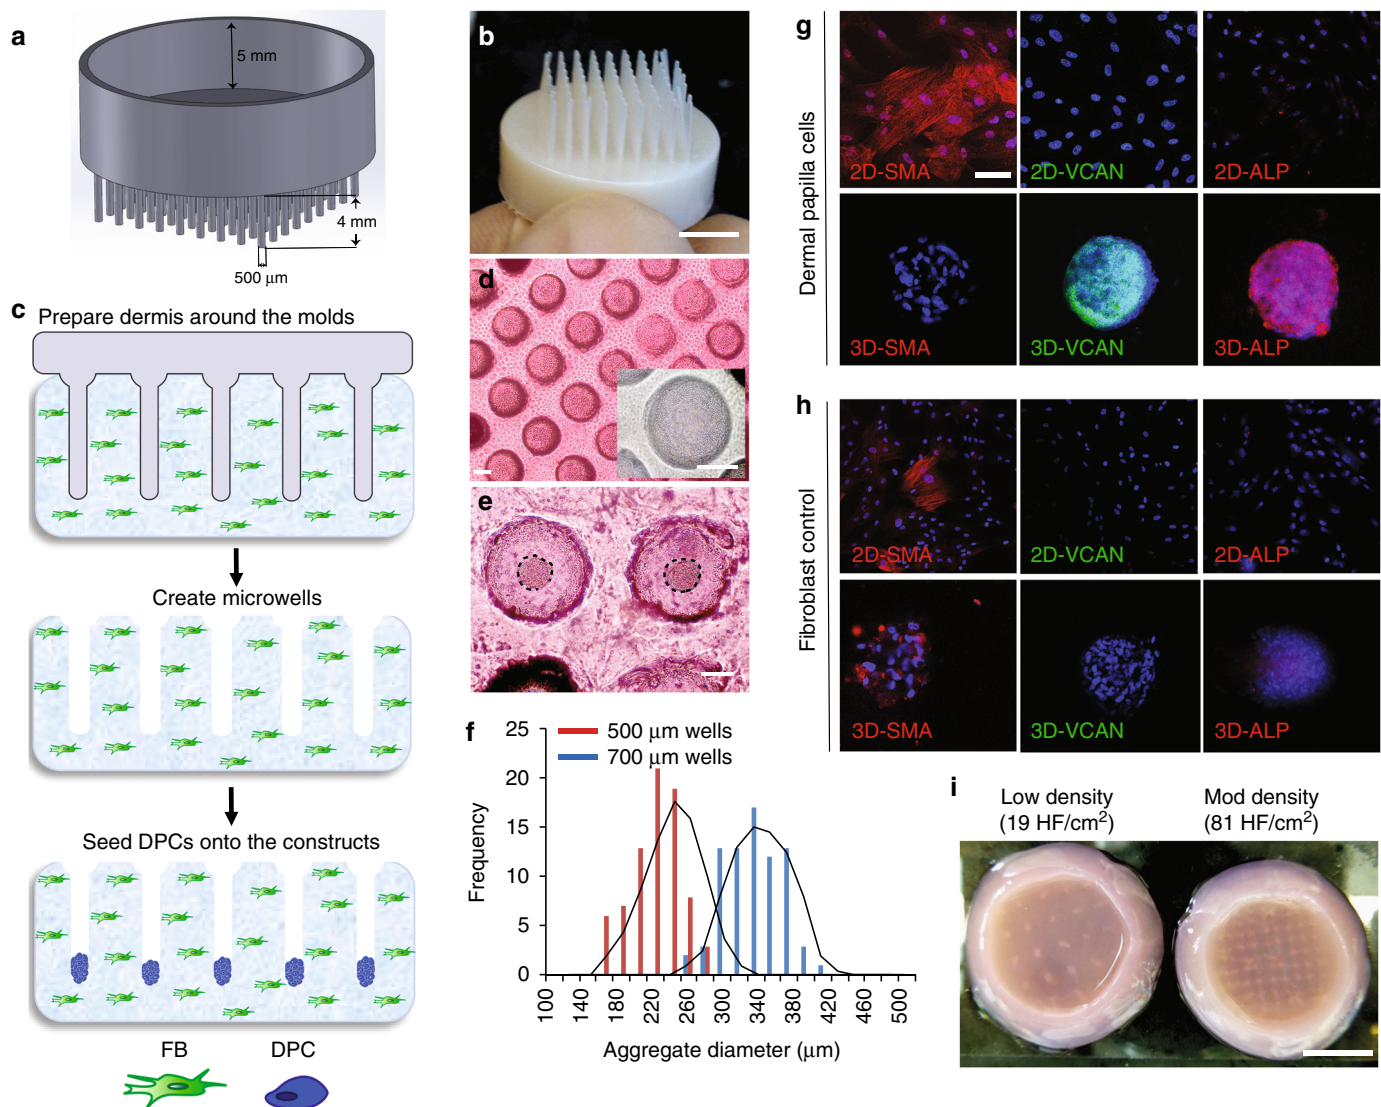 a
5 mm
4 mm
500 μm
b
c
Prepare dermis around the molds
Create microwells
Seed DPCs onto the constructs
FB
DPC
d
e
f
25
20
15
10
5
0
Frequency
500 μm wells
700 μm wells
100
140
180
220
260
300
340
380
420
460
500
Aggregate diameter (μm)
g
Dermal papilla cells
2D-SMA
2D-VCAN
2D-ALP
3D-SMA
3D-VCAN
3D-ALP
h
Fibroblast control
2D-SMA
2D-VCAN
2D-ALP
3D-SMA
3D-VCAN
3D-ALP
i
Low density
(19 HF/cm²)
Mod density
(81 HF/cm²)